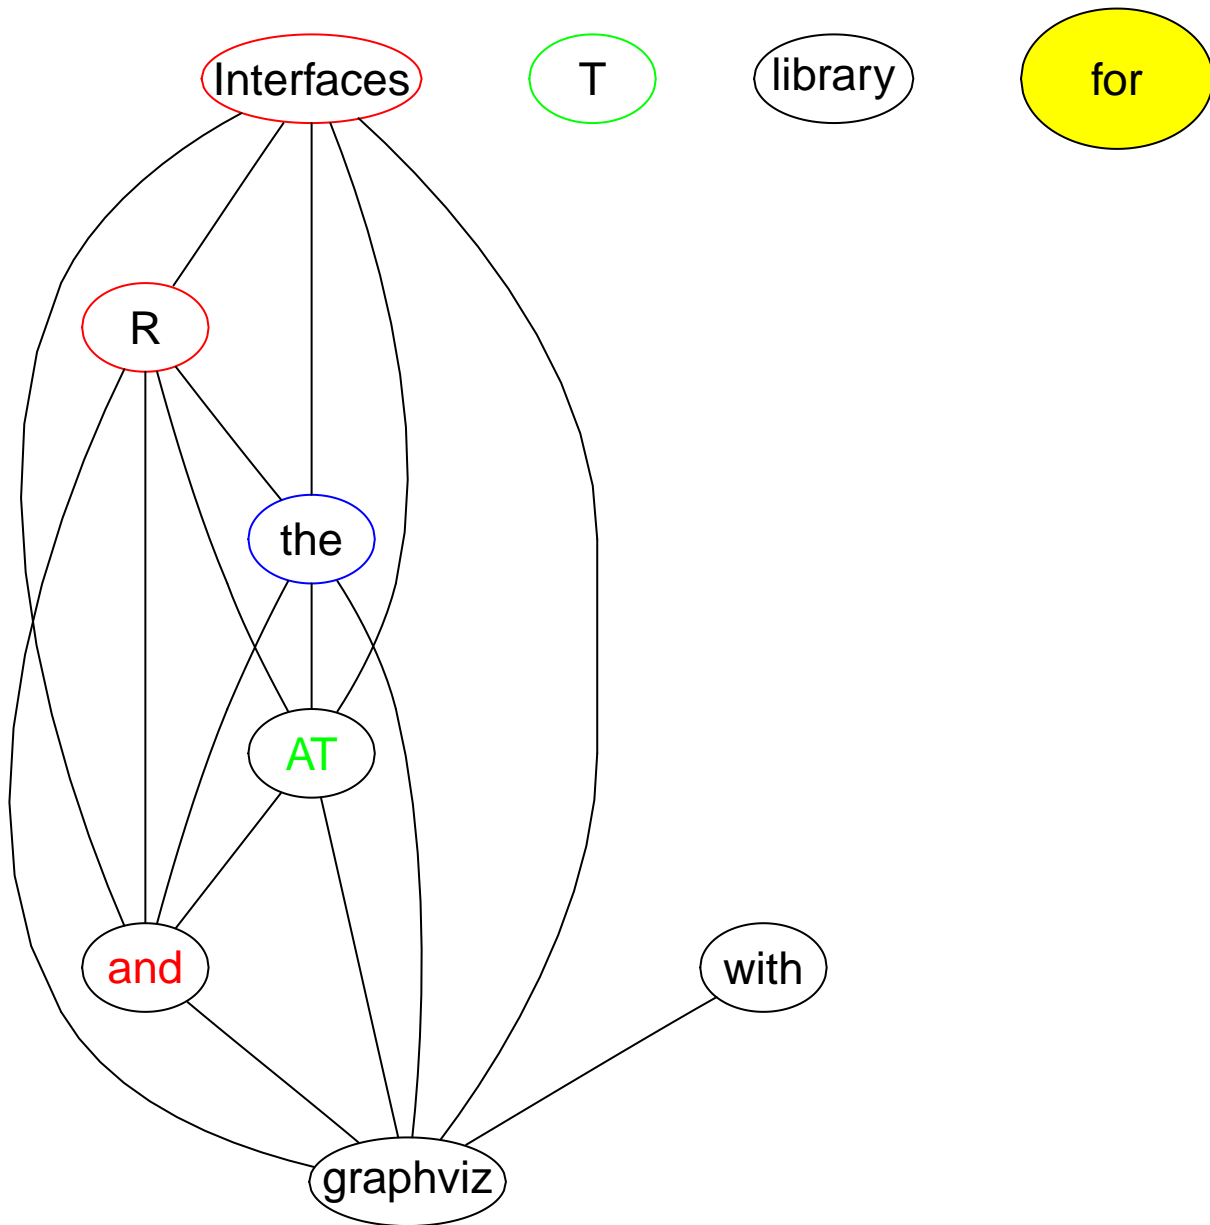 Interfaces
T
library
for
R
the
AT
and
with
graphviz